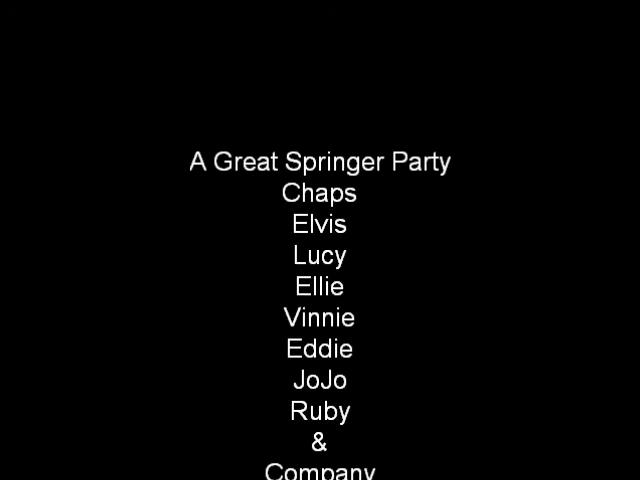 A Great Springer Party
Chaps
Elvis
Lucy
Ellie
Vinnie
Eddie
JoJo
Ruby
&
Company